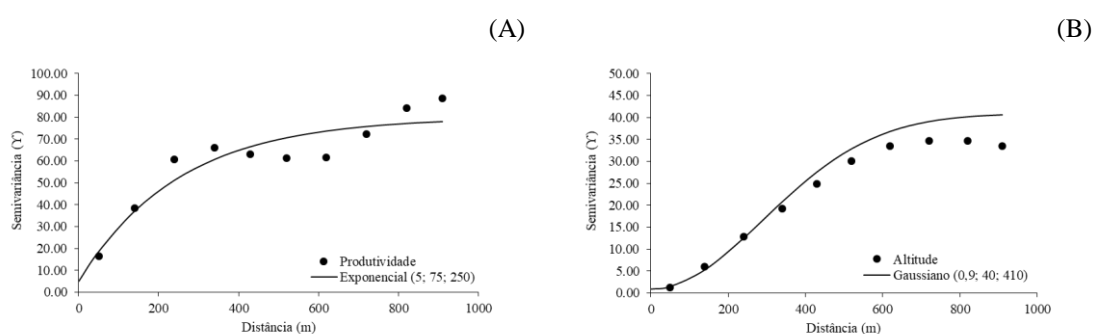 (A)
100.00
90.00
80.00
70.00
60.00
50.00
40.00
30.00
20.00
10.00
0.00
Semivariância (ϒ)
Produtividade
Exponencial (5; 75; 250)
0 200 400 600 800 1000
Distância (m)
(B)
50.00
45.00
40.00
35.00
30.00
25.00
20.00
15.00
10.00
5.00
0.00
Semivariância (ϒ)
Altitude
Gaussiano (0,9; 40; 410)
0 200 400 600 800 1000
Distância (m)